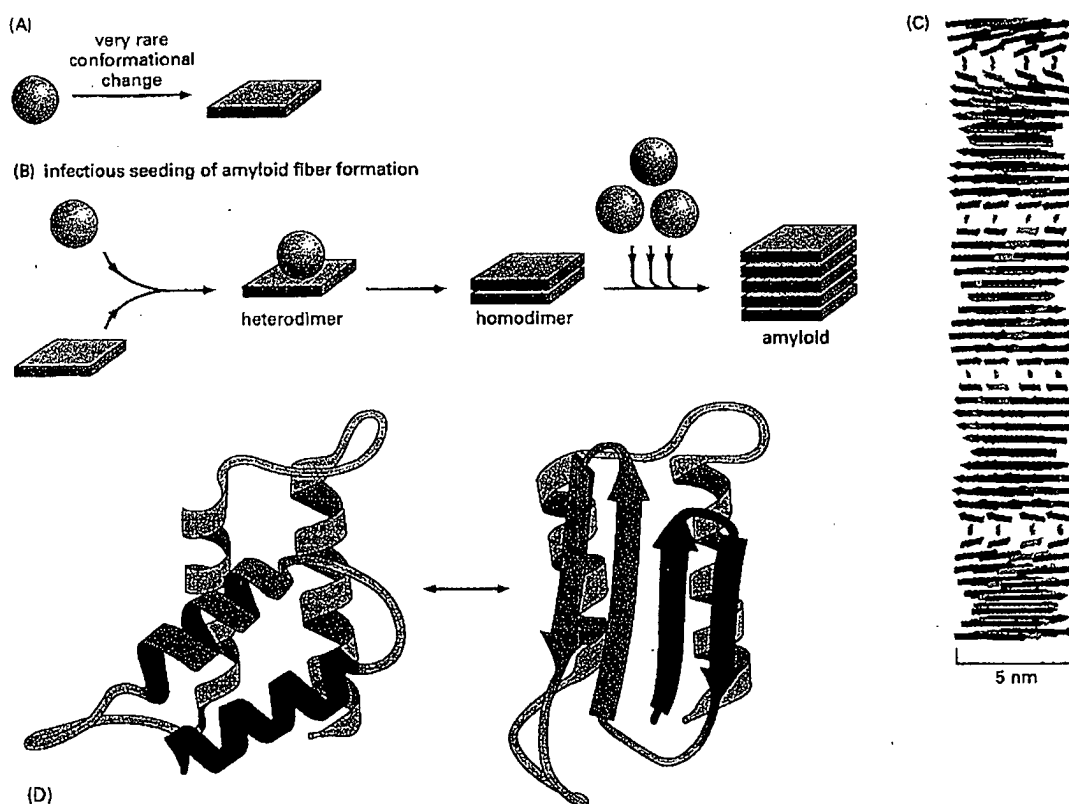 (A)
very rare
conformational
change
(B) infectious seeding of amyloid fiber formation
heterodimer
homodimer
amyloid
(C)
5 nm
(D)